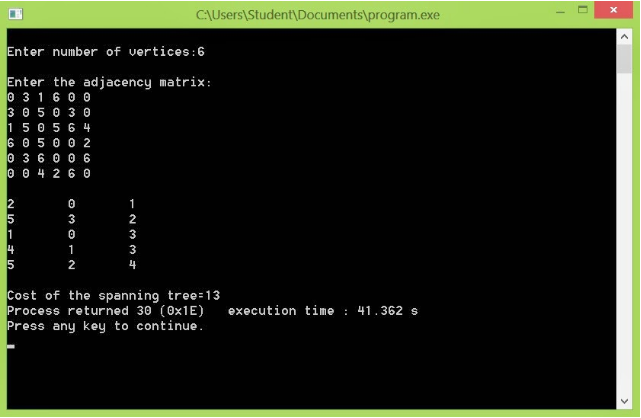 C:\Users\Student\Documents\program.exe
Enter number of vertices:6
Enter the adjacency matrix:
0 3 1 6 0 0
3 0 5 0 3 0
1 5 0 5 6 4
6 0 5 0 0 2
0 3 6 0 0 6
0 0 4 2 6 0
2 0 1
5 3 2
1 0 3
4 1 3
5 2 4
Cost of the spanning tree=13
Process returned 30 (0x1E) execution time : 41.362 s
Press any key to continue.